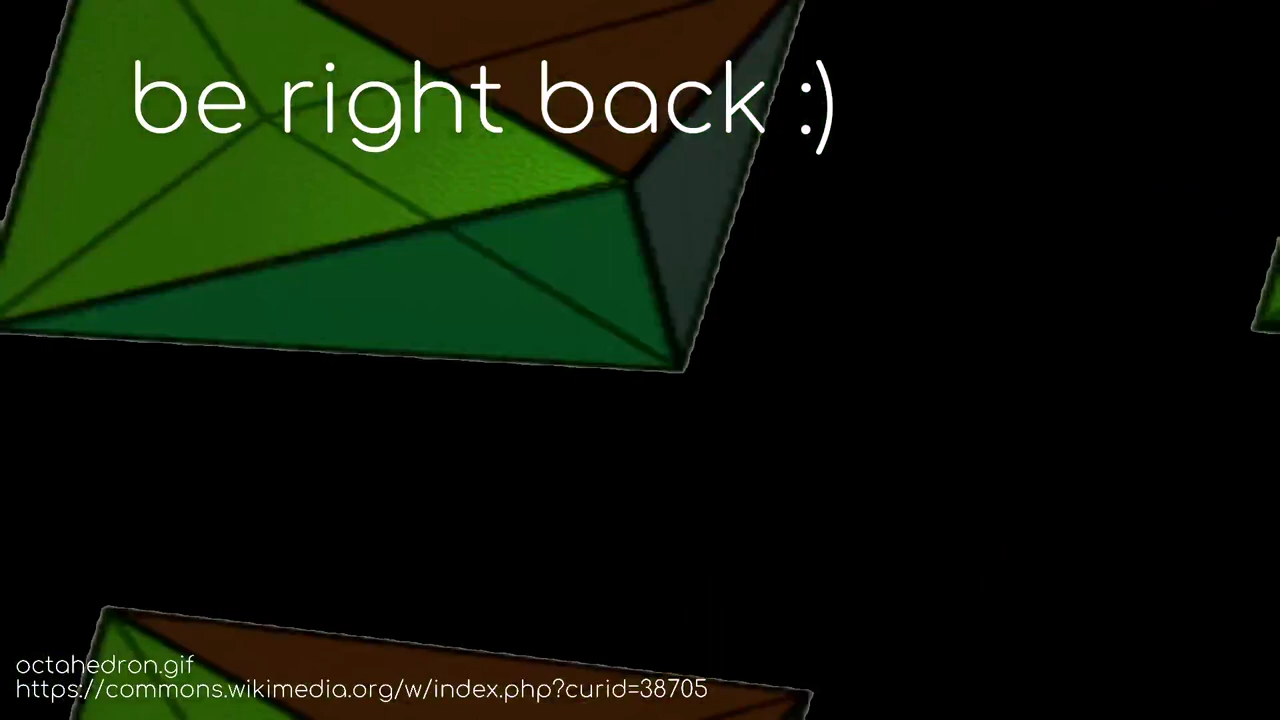 be right back :)
octahedron.gif
https://commons.wikimedia.org/w/index.php?curid=38705